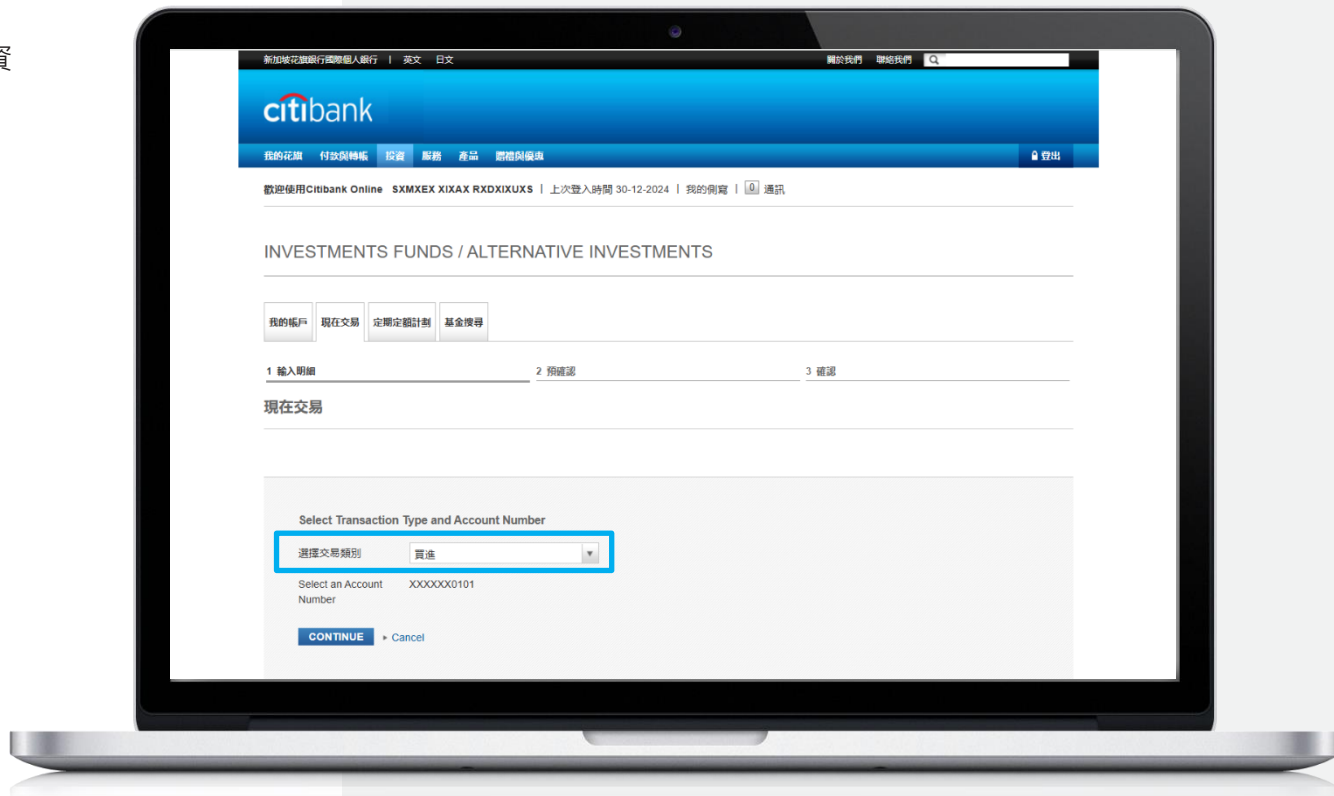 資
新加坡花旗銀行國際個人銀行 | 英文 日文 關於我們 聯絡我們
citibank
我的花旗 付款與轉帳 投資 服務 產品 贈禮與優惠 登出
歡迎使用Citibank Online SXMXEX XIXAX RXDXIXUXS | 上次登入時間 30-12-2024 | 我的側寫 | 0 通訊
INVESTMENTS FUNDS / ALTERNATIVE INVESTMENTS
我的帳戶 現在交易 定期定額計劃 基金搜尋
1 輸入明細 2 預確認 3 確認
現在交易
Select Transaction Type and Account Number
選擇交易類別 買進
Select an Account XXXXXX0101
Number
CONTINUE Cancel